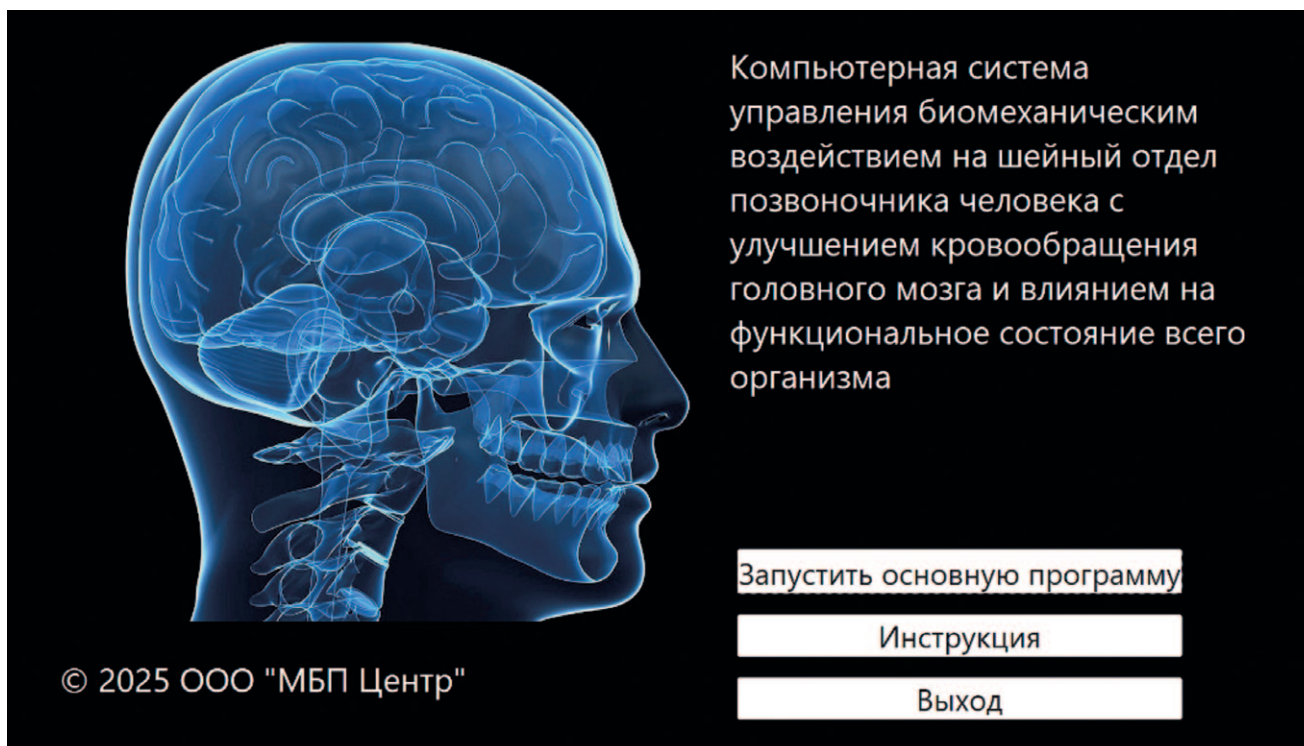 Компьютерная система
управления биомеханическим
воздействием на шейный отдел
позвоночника человека с
улучшением кровообращения
головного мозга и влиянием на
функциональное состояние всего
организма
Запустить основную программу
Инструкция
Выход
© 2025 ООО "МБП Центр"